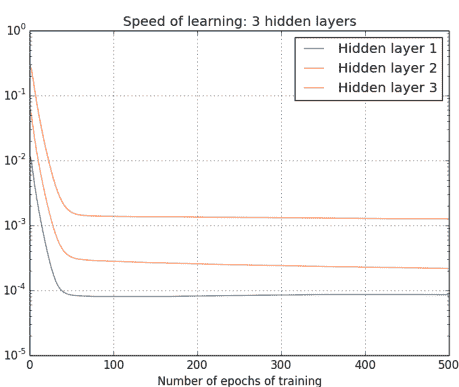 Speed of learning: 3 hidden layers
10^0
10^-1
10^-2
10^-3
10^-4
10^-5
Hidden layer 1
Hidden layer 2
Hidden layer 3
0 100 200 300 400 500
Number of epochs of training